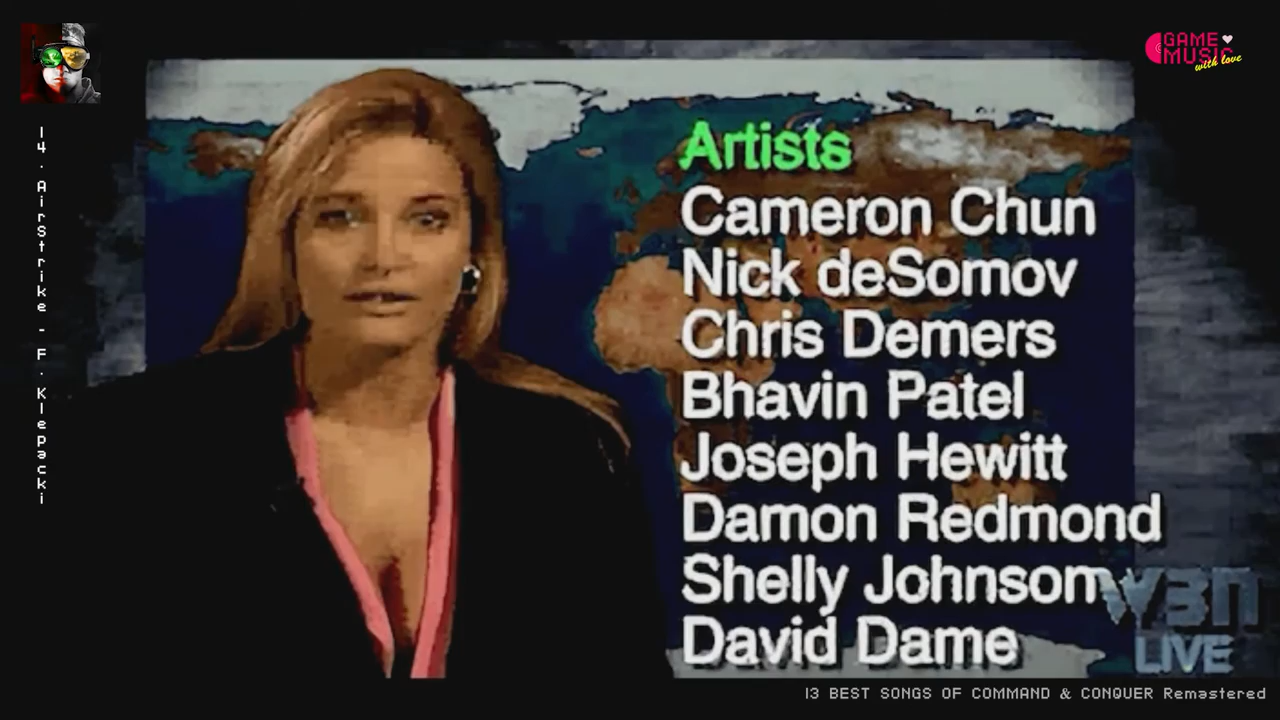 GAME
MUSIC
with love
14. Airstrike - F. Klepacki
Artists
Cameron Chun
Nick deSomov
Chris Demers
Bhavin Patel
Joseph Hewitt
Damon Redmond
Shelly Johnson
David Dame
W3N
LIVE
13 BEST SONGS OF COMMAND & CONQUER Remastered